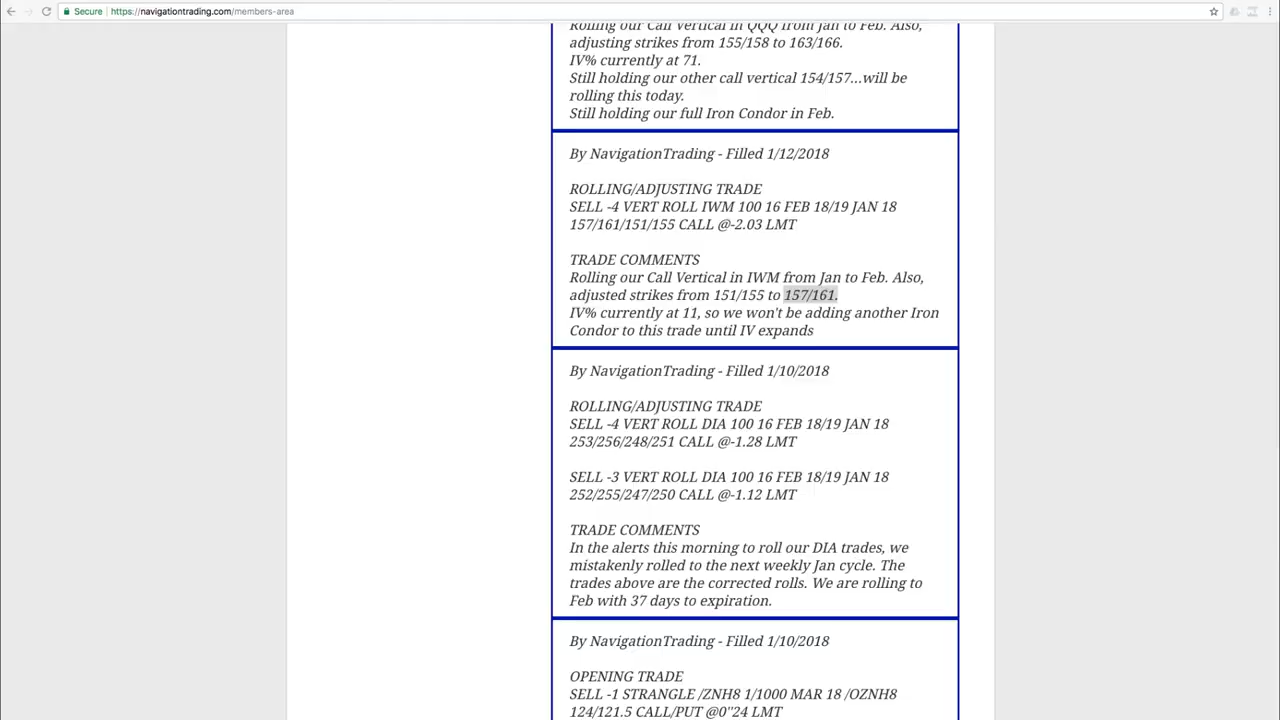 Secure
https://navigationtrading.com/members-area
Rolling our Call Vertical in QQQ from Jan to Feb. Also,
adjusting strikes from 155/158 to 163/166.
IV% currently at 71.
Still holding our other call vertical 154/157...will be
rolling this today.
Still holding our full Iron Condor in Feb.
By NavigationTrading - Filled 1/12/2018
ROLLING/ADJUSTING TRADE
SELL -4 VERT ROLL IWM 100 16 FEB 18/19 JAN 18
157/161/151/155 CALL @-2.03 LMT
TRADE COMMENTS
Rolling our Call Vertical in IWM from Jan to Feb. Also,
adjusted strikes from 151/155 to 157/161.
IV% currently at 11, so we won't be adding another Iron
Condor to this trade until IV expands
By NavigationTrading - Filled 1/10/2018
ROLLING/ADJUSTING TRADE
SELL -4 VERT ROLL DIA 100 16 FEB 18/19 JAN 18
253/256/248/251 CALL @-1.28 LMT
SELL -3 VERT ROLL DIA 100 16 FEB 18/19 JAN 18
252/255/247/250 CALL @-1.12 LMT
TRADE COMMENTS
In the alerts this morning to roll our DIA trades, we
mistakenly rolled to the next weekly Jan cycle. The
trades above are the corrected rolls. We are rolling to
Feb with 37 days to expiration.
By NavigationTrading - Filled 1/10/2018
OPENING TRADE
SELL -1 STRANGLE /ZNH8 1/1000 MAR 18 /OZNH8
124/121.5 CALL/PUT @0"24 LMT